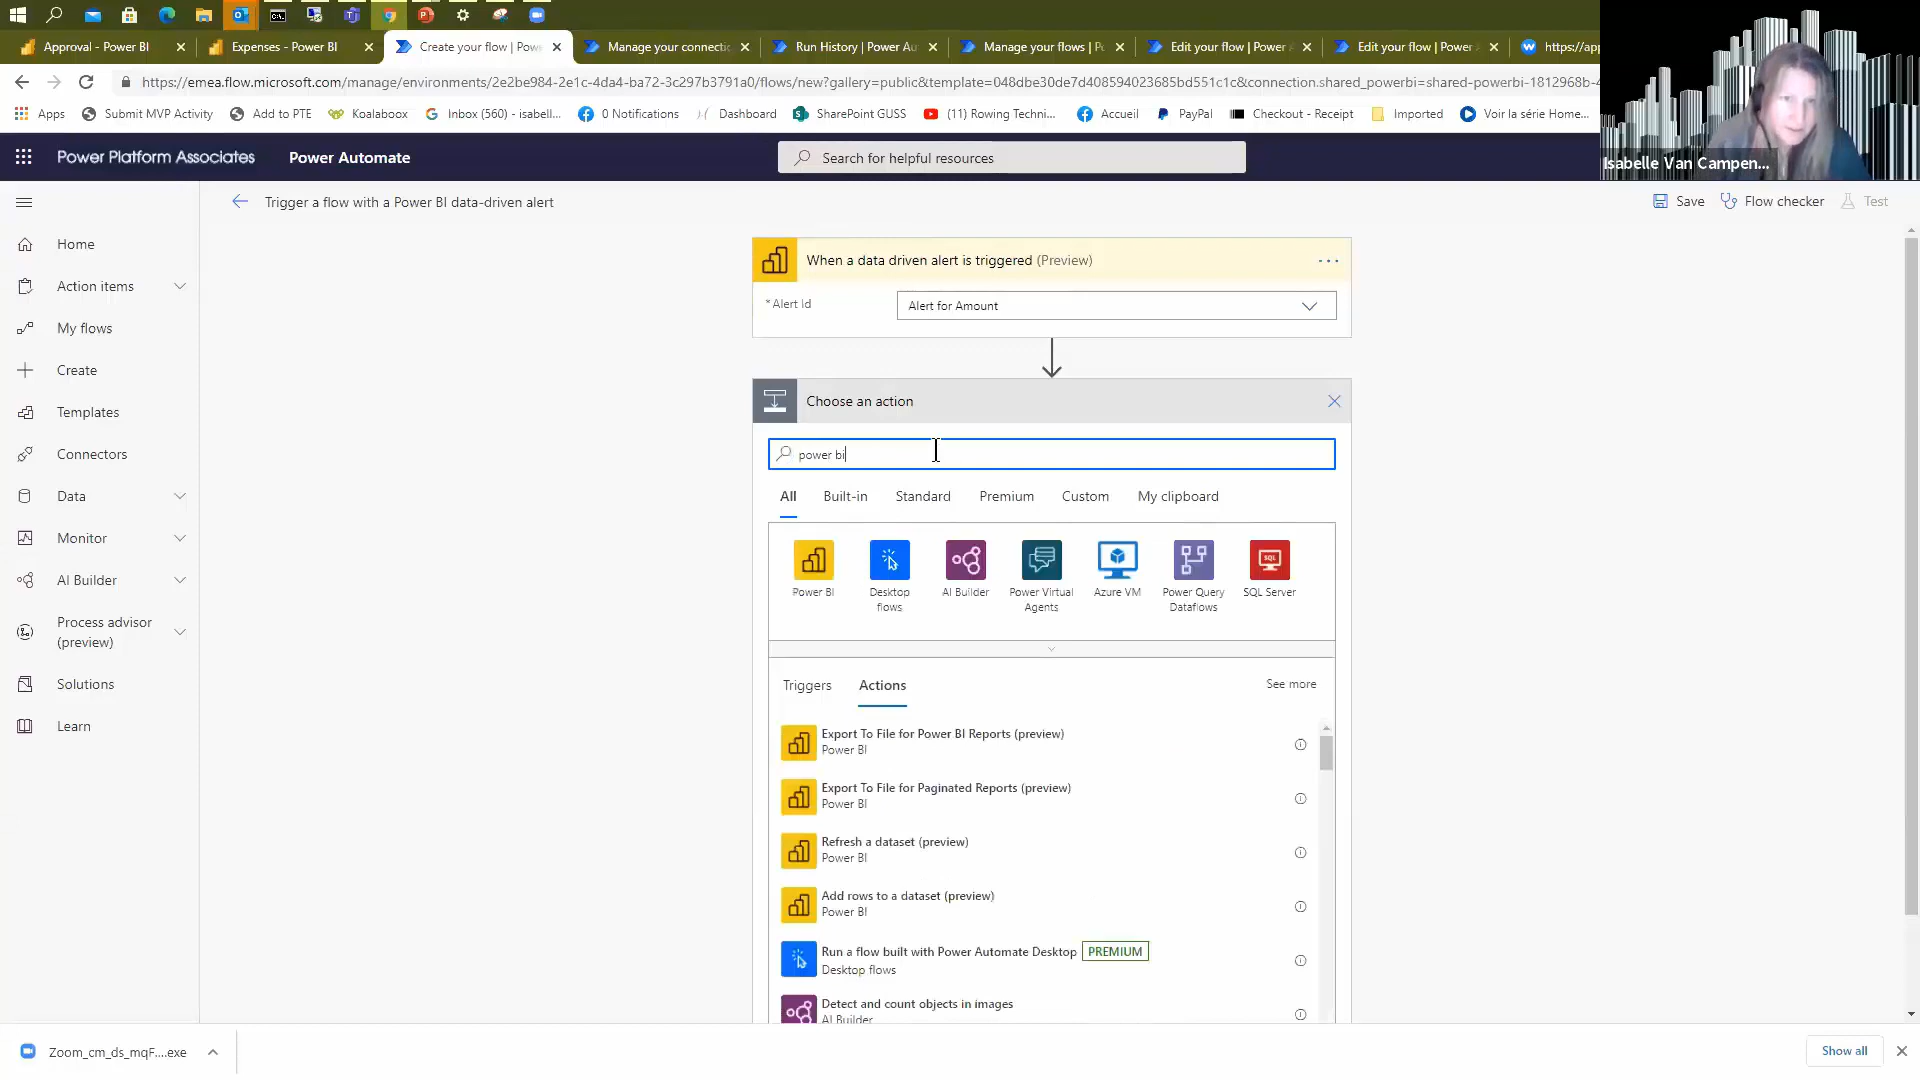 Approval - Power BI
Expenses - Power BI
Create your flow | Pow
Manage your connecti
Run History | Power Au
Manage your flows | P
Edit your flow | Power
Edit your flow | Power
https://app
https://emea.flow.microsoft.com/manage/environments/2e2be984-2e1c-4da4-ba72-3c297b3791a0/flows/new?gallery=public&template=048dbe30de7d408594023685bd551c1c&connection.shared_powerbi=shared-powerbi-1812968b-4
Apps
Submit MVP Activity
Add to PTE
Koalaboox
Inbox (560) - isabell...
0 Notifications
Dashboard
SharePoint GUSS
(11) Rowing Techni...
Accueil
PayPal
Checkout - Receipt
Imported
Voir la série Home...
Isabelle Van Campen...
Power Platform Associates
Power Automate
Search for helpful resources
Trigger a flow with a Power BI data-driven alert
Save
Flow checker
Test
Home
Action items
My flows
Create
Templates
Connectors
Data
Monitor
AI Builder
Process advisor
(preview)
Solutions
Learn
When a data driven alert is triggered (Preview)
* Alert Id
Alert for Amount
Choose an action
power bi
All
Built-in
Standard
Premium
Custom
My clipboard
Power BI
Desktop
flows
AI Builder
Power Virtual
Agents
Azure VM
Power Query
Dataflows
SQL
SQL Server
Triggers
Actions
See more
Export To File for Power BI Reports (preview)
Power BI
Export To File for Paginated Reports (preview)
Power BI
Refresh a dataset (preview)
Power BI
Add rows to a dataset (preview)
Power BI
Run a flow built with Power Automate Desktop PREMIUM
Desktop flows
Detect and count objects in images
AI Builder
Zoom_cm_ds_mqF....exe
Show all